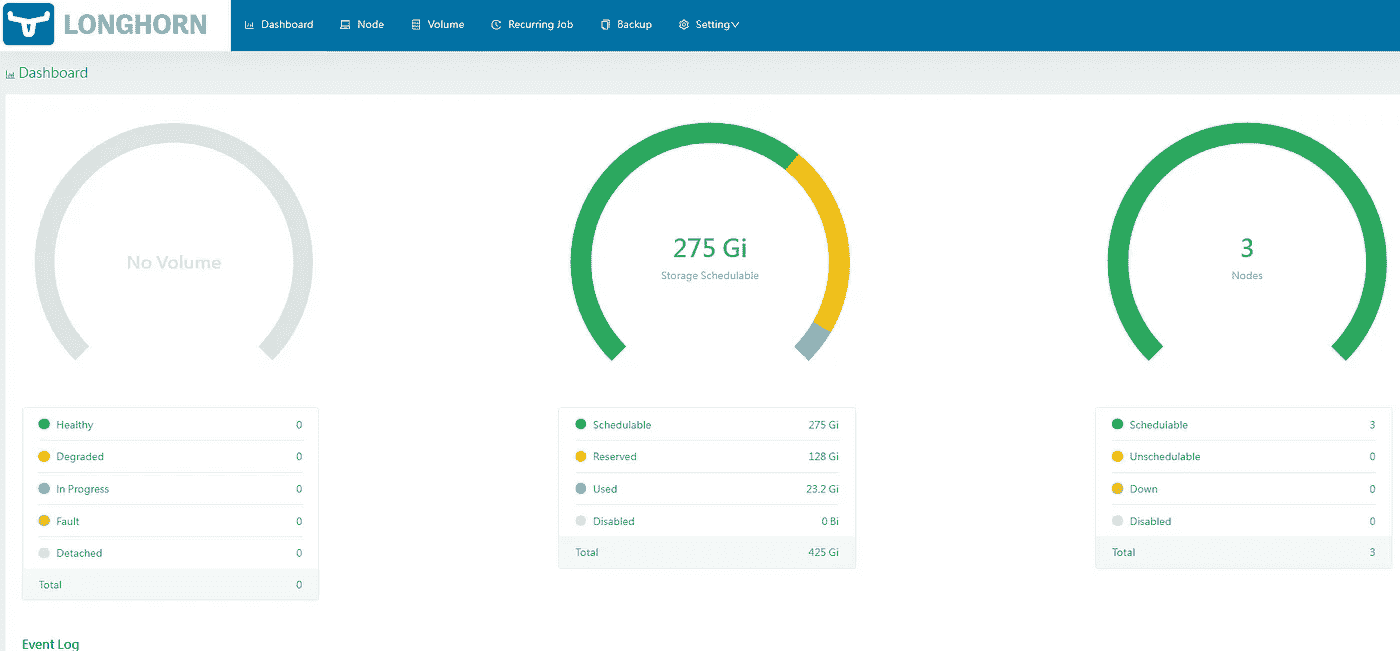 LONGHORN Dashboard Node Volume Recurring Job Backup Setting
Dashboard
No Volume
275 Gi
Storage Schedulable
3
Nodes
Healthy 0
Degraded 0
In Progress 0
Fault 0
Detached 0
Total 0
Schedulable 275 Gi
Reserved 128 Gi
Used 23.2 Gi
Disabled 0 Bi
Total 425 Gi
Schedulable 3
Unschedulable 0
Down 0
Disabled 0
Total 3
Event Log